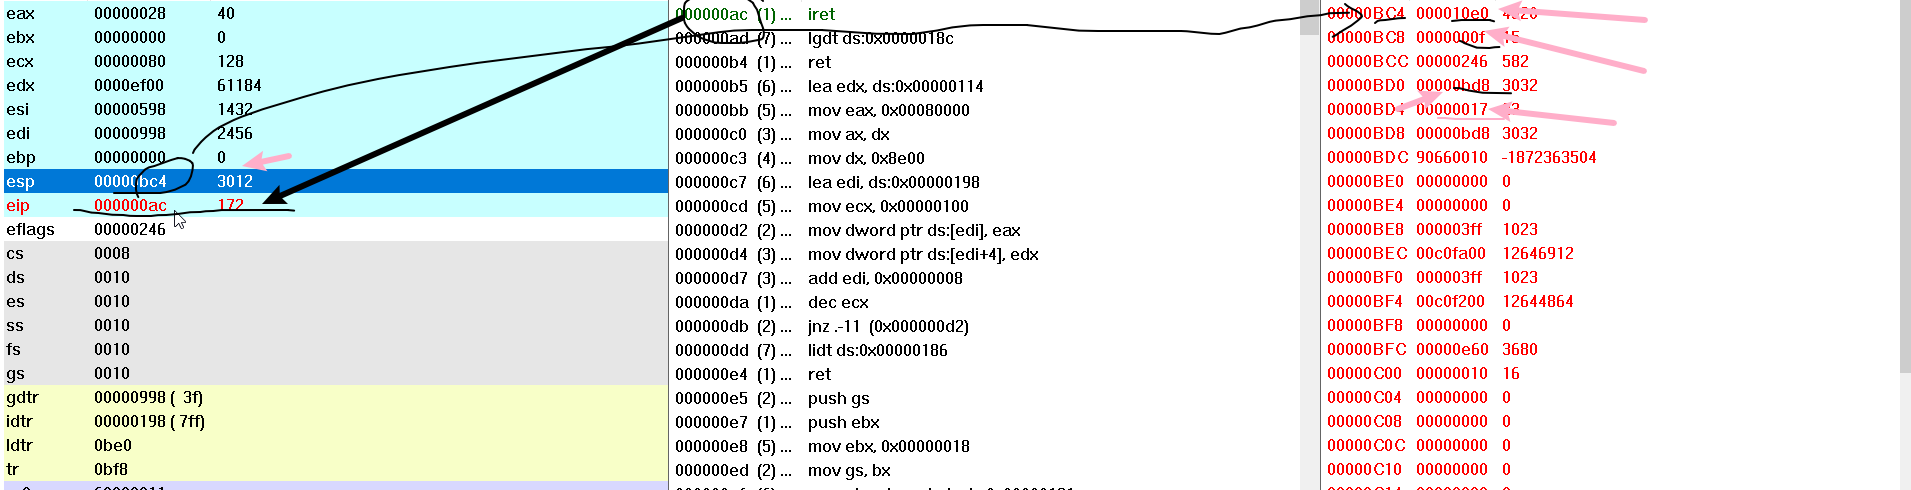 eax 00000028 40
ebx 00000000 0
ecx 00000080 128
edx 0000ef00 61184
esi 00000598 1432
edi 00000998 2456
ebp 00000000 0
esp 00000bc4 3012
eip 000000ac 172
eflags 00000246
cs 0008
ds 0010
es 0010
ss 0010
fs 0010
gs 0010
gdtr 00000998 ( 3f)
idtr 00000198 ( 7ff)
ldtr 0be0
tr 0bf8
000000ac (1) ... iret
000000ad (7) ... lgdt ds:0x0000018c
000000b4 (1) ... ret
000000b5 (6) ... lea edx, ds:0x00000114
000000bb (5) ... mov eax, 0x00080000
000000c0 (3) ... mov ax, dx
000000c3 (4) ... mov dx, 0x8e00
000000c7 (6) ... lea edi, ds:0x00000198
000000cd (5) ... mov ecx, 0x00000100
000000d2 (2) ... mov dword ptr ds:[edi], eax
000000d4 (3) ... mov dword ptr ds:[edi+4], edx
000000d7 (3) ... add edi, 0x00000008
000000da (1) ... dec ecx
000000db (2) ... jnz .-11 (0x000000d2)
000000dd (7) ... lidt ds:0x00000186
000000e4 (1) ... ret
000000e5 (2) ... push gs
000000e7 (1) ... push ebx
000000e8 (5) ... mov ebx, 0x00000018
000000ed (2) ... mov gs, bx
00000BC4 000010e0 4320
00000BC8 0000000f 15
00000BCC 00000246 582
00000BD0 00000bd8 3032
00000BD4 00000017 23
00000BD8 00000bd8 3032
00000BDC 90660010 -1872363504
00000BE0 00000000 0
00000BE4 00000000 0
00000BE8 000003ff 1023
00000BEC 00c0fa00 12646912
00000BF0 000003ff 1023
00000BF4 00c0f200 12644864
00000BF8 00000000 0
00000BFC 00000e60 3680
00000C00 00000010 16
00000C04 00000000 0
00000C08 00000000 0
00000C0C 00000000 0
00000C10 00000000 0